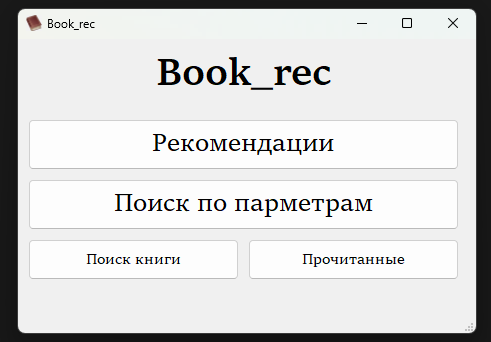 Book_rec
Book_rec
Рекомендации
Поиск по парметрам
Поиск книги
Прочитанные